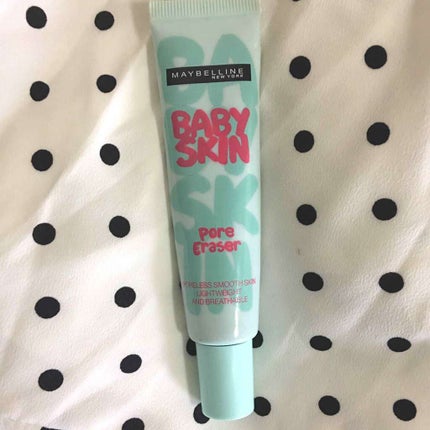 MAYBELLINE
NEW YORK
BABY
SKIN
Pore
Eraser
PORELESS SMOOTH SKIN
LIGHTWEIGHT
AND BREATHABLE